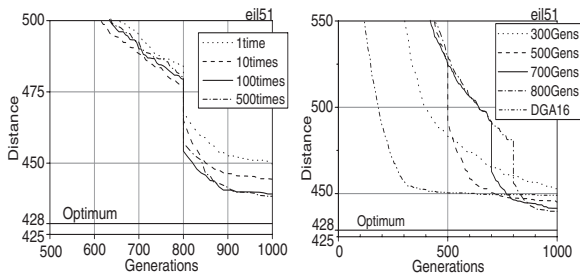 eil51
500
475
450
428
425
Distance
1time
10times
100times
500times
Optimum
500 600 700 800 900 1000
Generations
eil51
550
500
450
428
425
Distance
300Gens
500Gens
700Gens
800Gens
DGA16
Optimum
0 500 1000
Generations